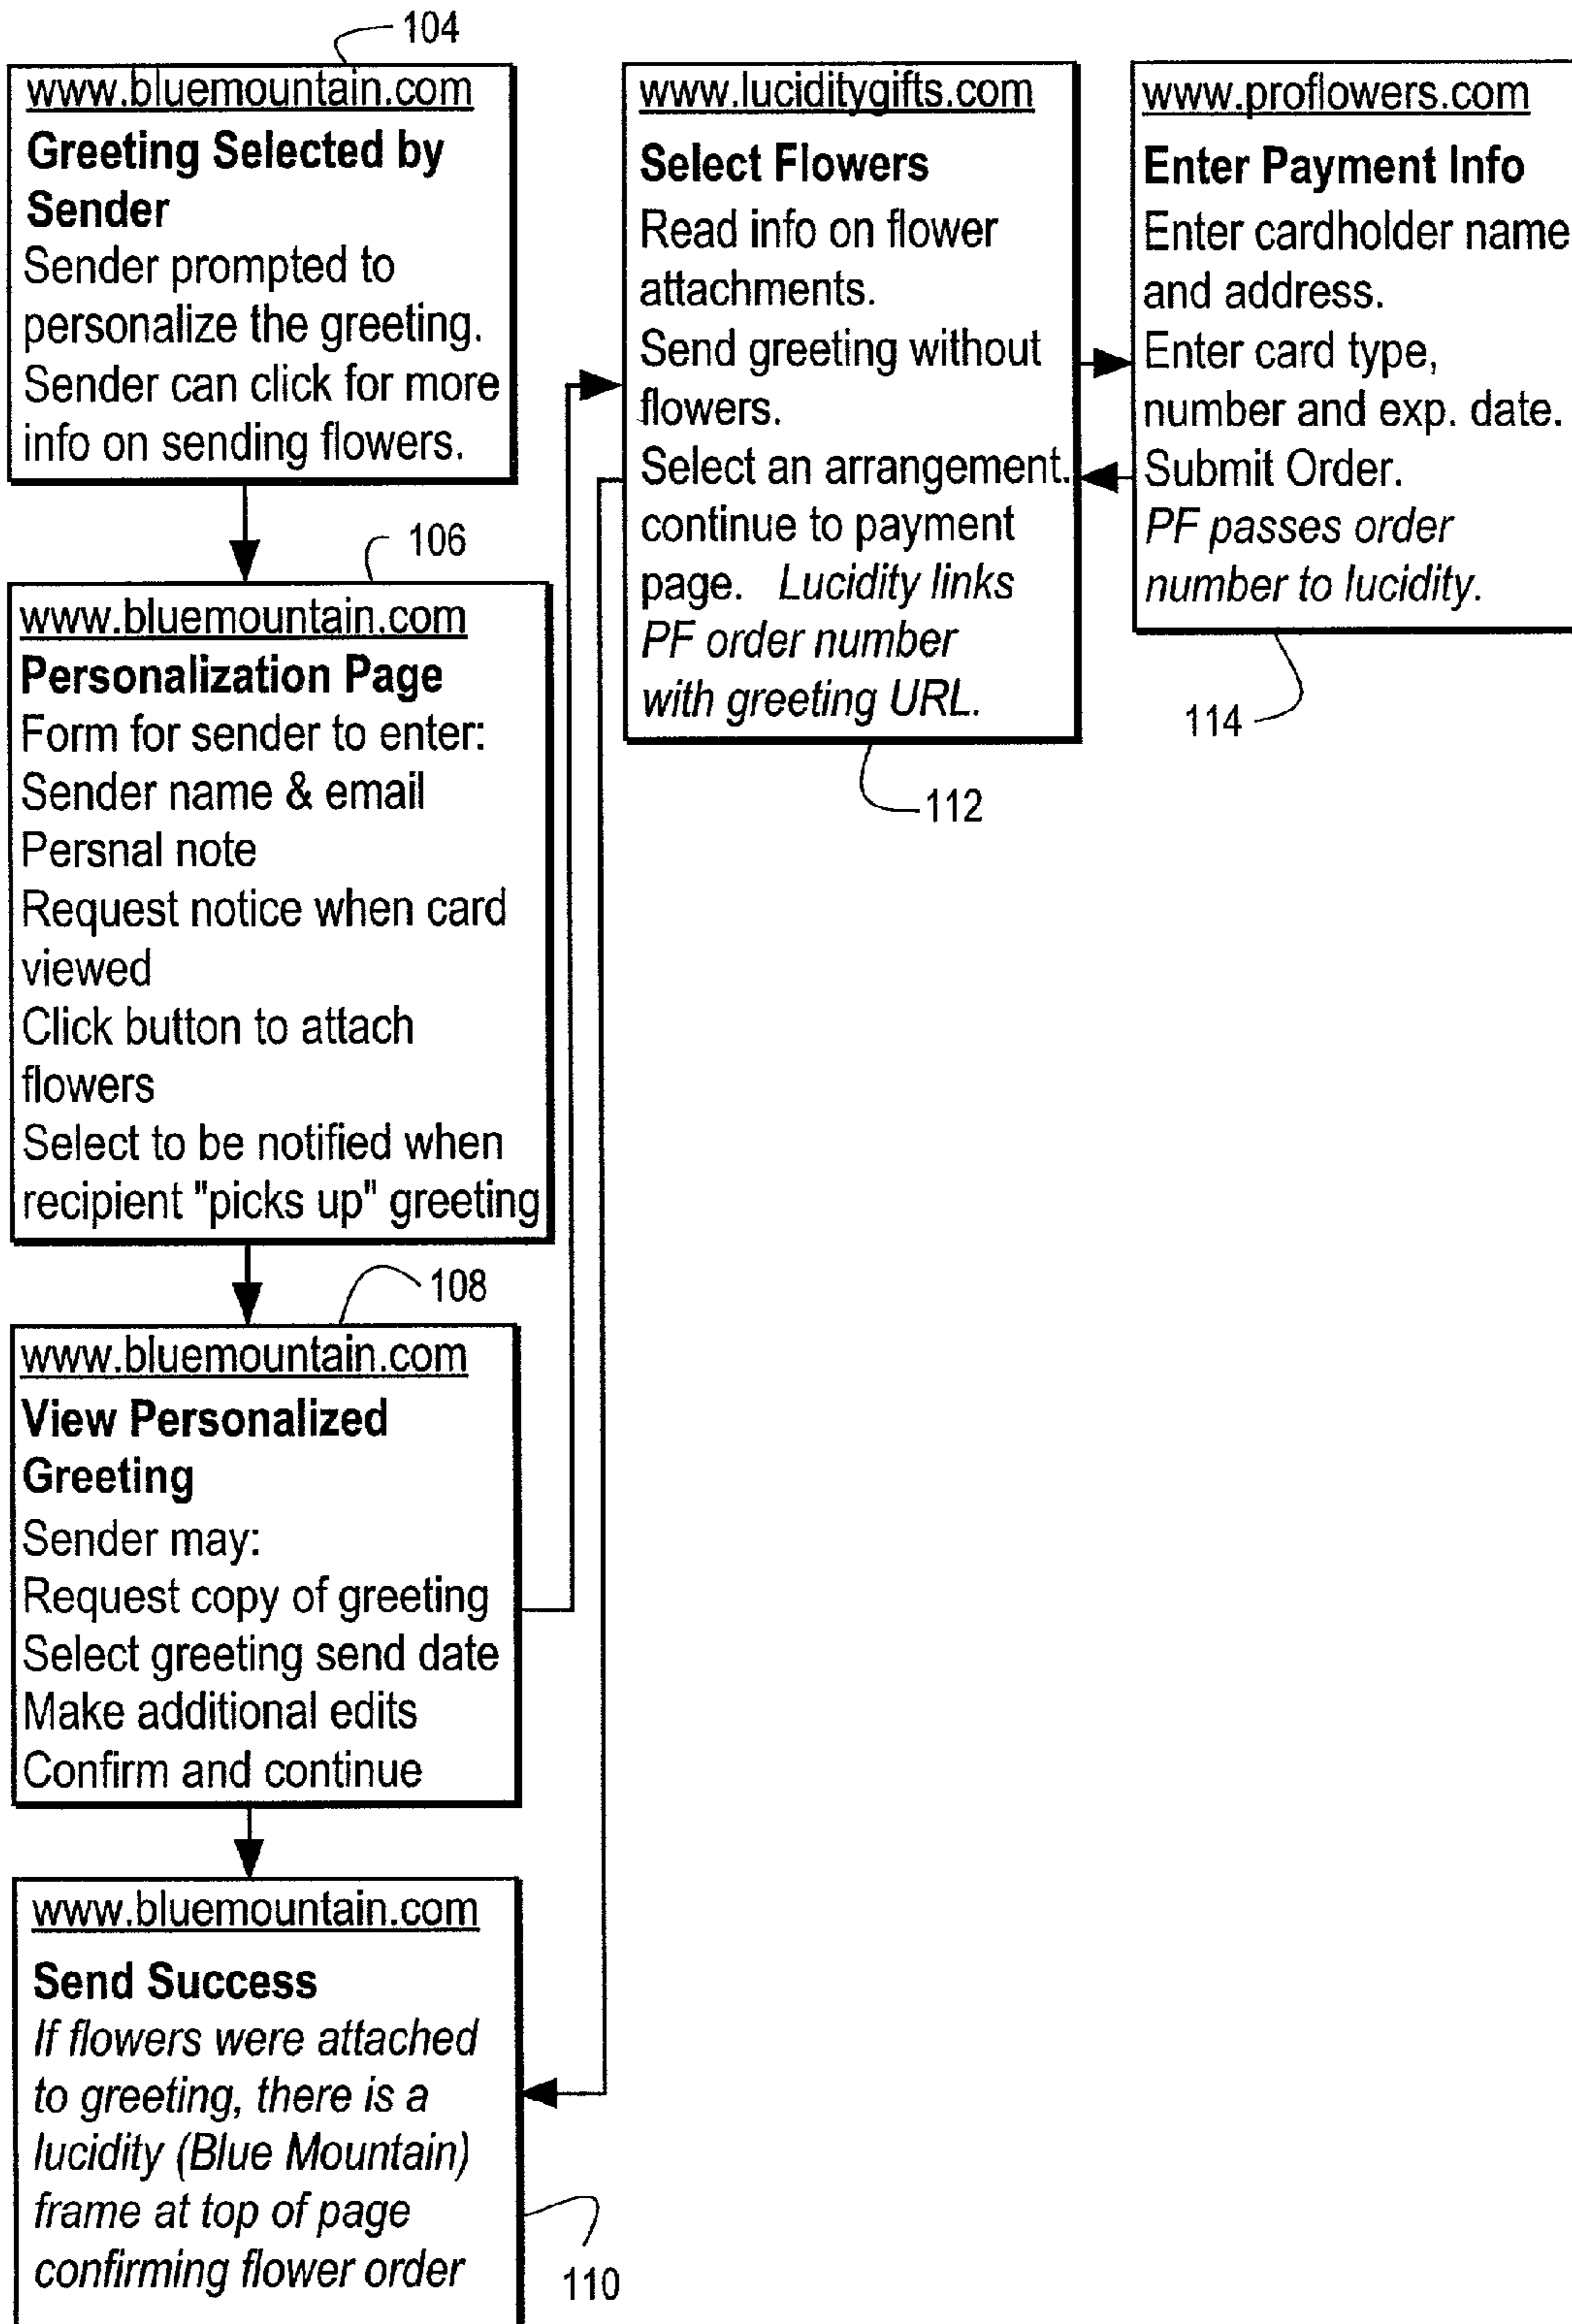 104
www.bluemountain.com
Greeting Selected by
Sender
Sender prompted to
personalize the greeting.
Sender can click for more
info on sending flowers.
106
www.bluemountain.com
Personalization Page
Form for sender to enter:
Sender name & email
Persnal note
Request notice when card
viewed
Click button to attach
flowers
Select to be notified when
recipient "picks up" greeting
108
www.bluemountain.com
View Personalized
Greeting
Sender may:
Request copy of greeting
Select greeting send date
Make additional edits
Confirm and continue
www.bluemountain.com
Send Success
If flowers were attached
to greeting, there is a
lucidity (Blue Mountain)
frame at top of page
confirming flower order
110
www.luciditygifts.com
Select Flowers
Read info on flower
attachments.
Send greeting without
flowers.
Select an arrangement.
continue to payment
page. Lucidity links
PF order number
with greeting URL.
112
www.proflowers.com
Enter Payment Info
Enter cardholder name
and address.
Enter card type,
number and exp. date.
Submit Order.
PF passes order
number to lucidity.
114